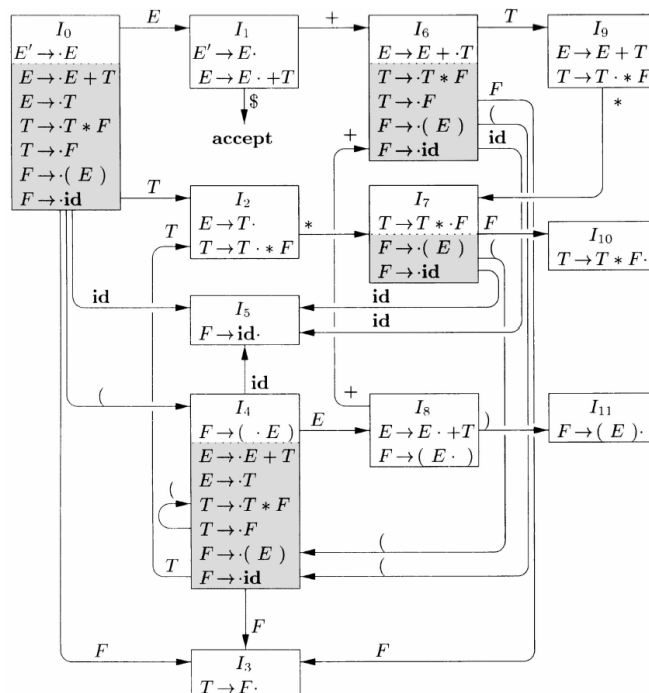 I₀
E′ → ·E
E → ·E + T
E → ·T
T → ·T * F
T → ·F
F → ·( E )
F → ·id
E
I₁
E′ → E·
E → E · +T
$
accept
+
I₆
E → E + ·T
T → ·T * F
T → ·F
F → ·( E )
F → ·id
T
I₉
E → E + T
T → T · * F
*
F
(
id
+
T
T
I₂
E → T·
T → T · * F
*
I₇
T → T * ·F
F → ·( E )
F → ·id
F
(
I₁₀
T → T * F·
id
id
id
I₅
F → id·
id
(
I₄
F → ( · E )
E → ·E + T
E → ·T
T → ·T * F
T → ·F
F → ·( E )
F → ·id
E
+
I₈
E → E · +T
F → ( E · )
)
I₁₁
F → ( E )·
(
T
(
(
F
F
F
I₃
T → F·